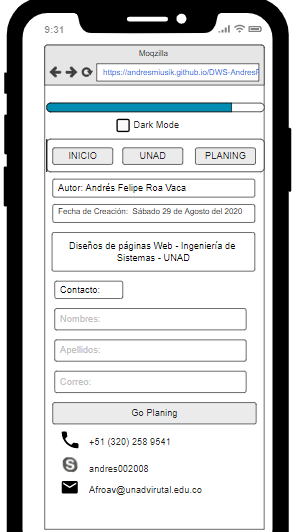 9:31
Moqzilla
https://andresmiusik.github.io/DWS-AndresF
Dark Mode
INICIO
UNAD
PLANING
Autor: Andrés Felipe Roa Vaca
Fecha de Creación: Sábado 29 de Agosto del 2020
Diseños de páginas Web - Ingeniería de
Sistemas - UNAD
Contacto:
Nombres:
Apellidos:
Correo:
Go Planing
+51 (320) 258 9541
andres002008
Afroav@unadvirutal.edu.co